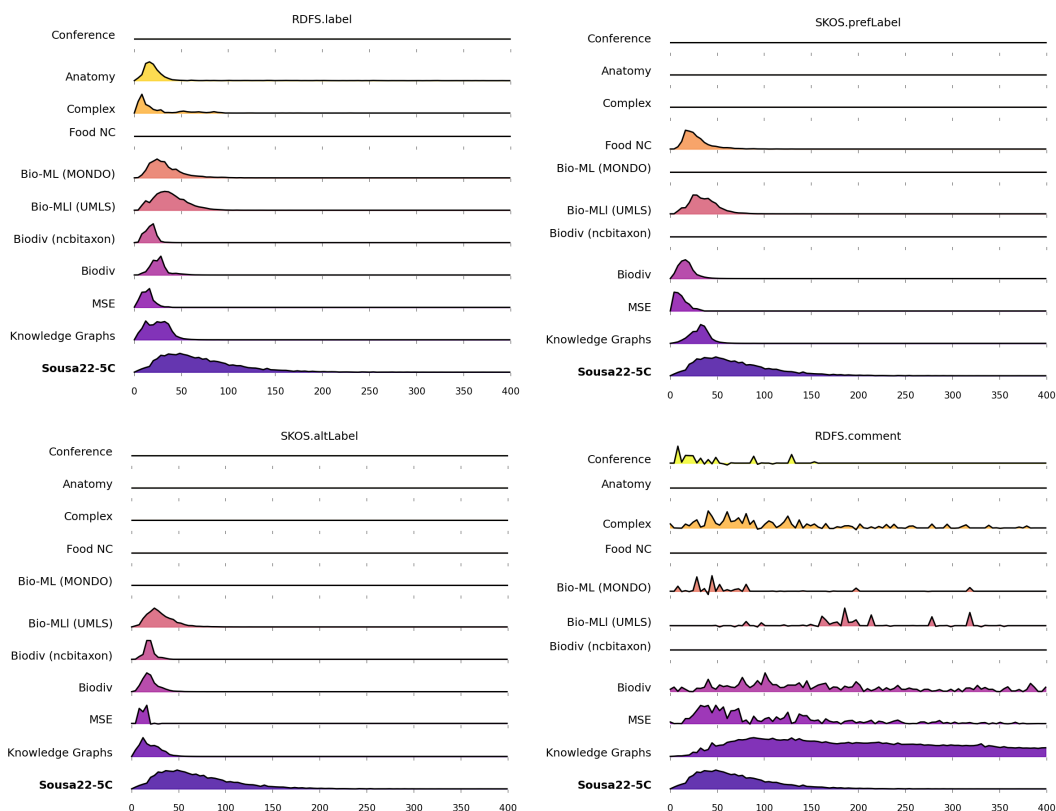 RDFS.label
Conference
Anatomy
Complex
Food NC
Bio-ML (MONDO)
Bio-MLl (UMLS)
Biodiv (ncbitaxon)
Biodiv
MSE
Knowledge Graphs
Sousa22-5C
0 50 100 150 200 250 300 350 400
SKOS.prefLabel
Conference
Anatomy
Complex
Food NC
Bio-ML (MONDO)
Bio-MLl (UMLS)
Biodiv (ncbitaxon)
Biodiv
MSE
Knowledge Graphs
Sousa22-5C
0 50 100 150 200 250 300 350 400
SKOS.altLabel
Conference
Anatomy
Complex
Food NC
Bio-ML (MONDO)
Bio-MLl (UMLS)
Biodiv (ncbitaxon)
Biodiv
MSE
Knowledge Graphs
Sousa22-5C
0 50 100 150 200 250 300 350 400
RDFS.comment
Conference
Anatomy
Complex
Food NC
Bio-ML (MONDO)
Bio-MLl (UMLS)
Biodiv (ncbitaxon)
Biodiv
MSE
Knowledge Graphs
Sousa22-5C
0 50 100 150 200 250 300 350 400